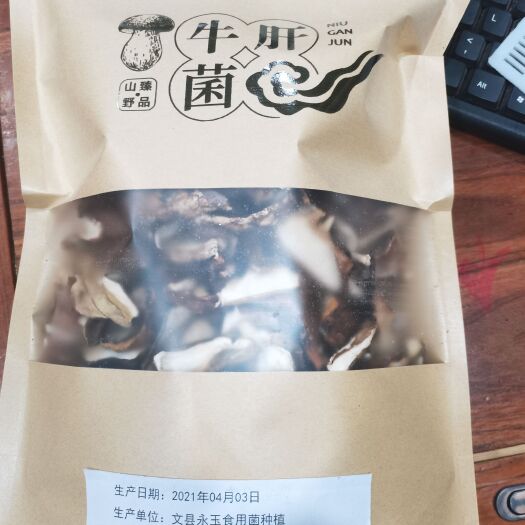 牛肝菌
NIU
GAN
JUN
山野臻品
生产日期：2021年04月03日
生产单位：文县永玉食用菌种植
Alt